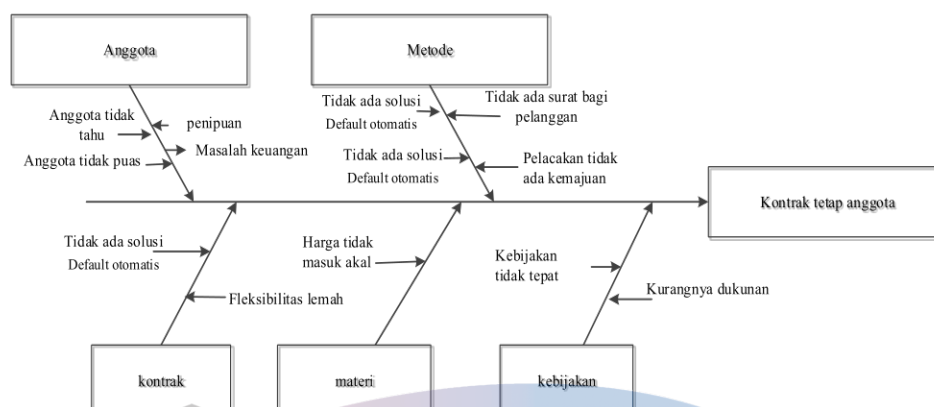 Anggota
Metode
Anggota tidak
tahu
penipuan
Masalah keuangan
Anggota tidak puas
Tidak ada solusi
Default otomatis
Tidak ada surat bagi
pelanggan
Tidak ada solusi
Default otomatis
Pelacakan tidak
ada kemajuan
Kontrak tetap anggota
Tidak ada solusi
Default otomatis
Fleksibilitas lemah
Harga tidak
masuk akal
Kebijakan
tidak tepat
Kurangnya dukunan
kontrak
materi
kebijakan